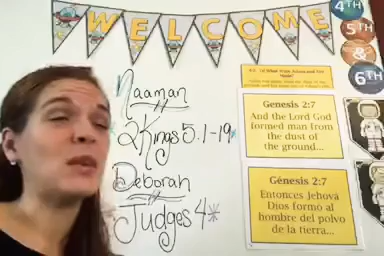 WELCOME
4TH
5TH
&
6TH
Naaman
2Kings 5:1-19
Deborah
Judges 4
Genesis 2:7
And the Lord God
formed man from
the dust of
the ground...
Génesis 2:7
Entonces Jehova
Dios formo al
hombre del polvo
de la tierra...